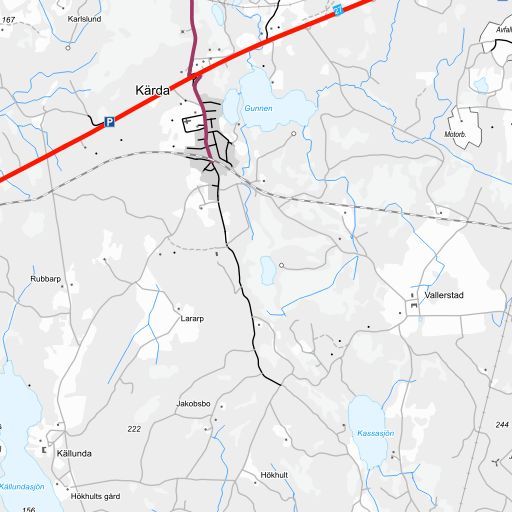 167
Karlslund
27
Avfall
Kärda
Gunnen
P
Motorb.
Rubbarp
Vallerstad
Lararp
Jakobsbo
222
Kassasjön
244
Källunda
Hökhult
Källundasjön
Hökhults gård
156